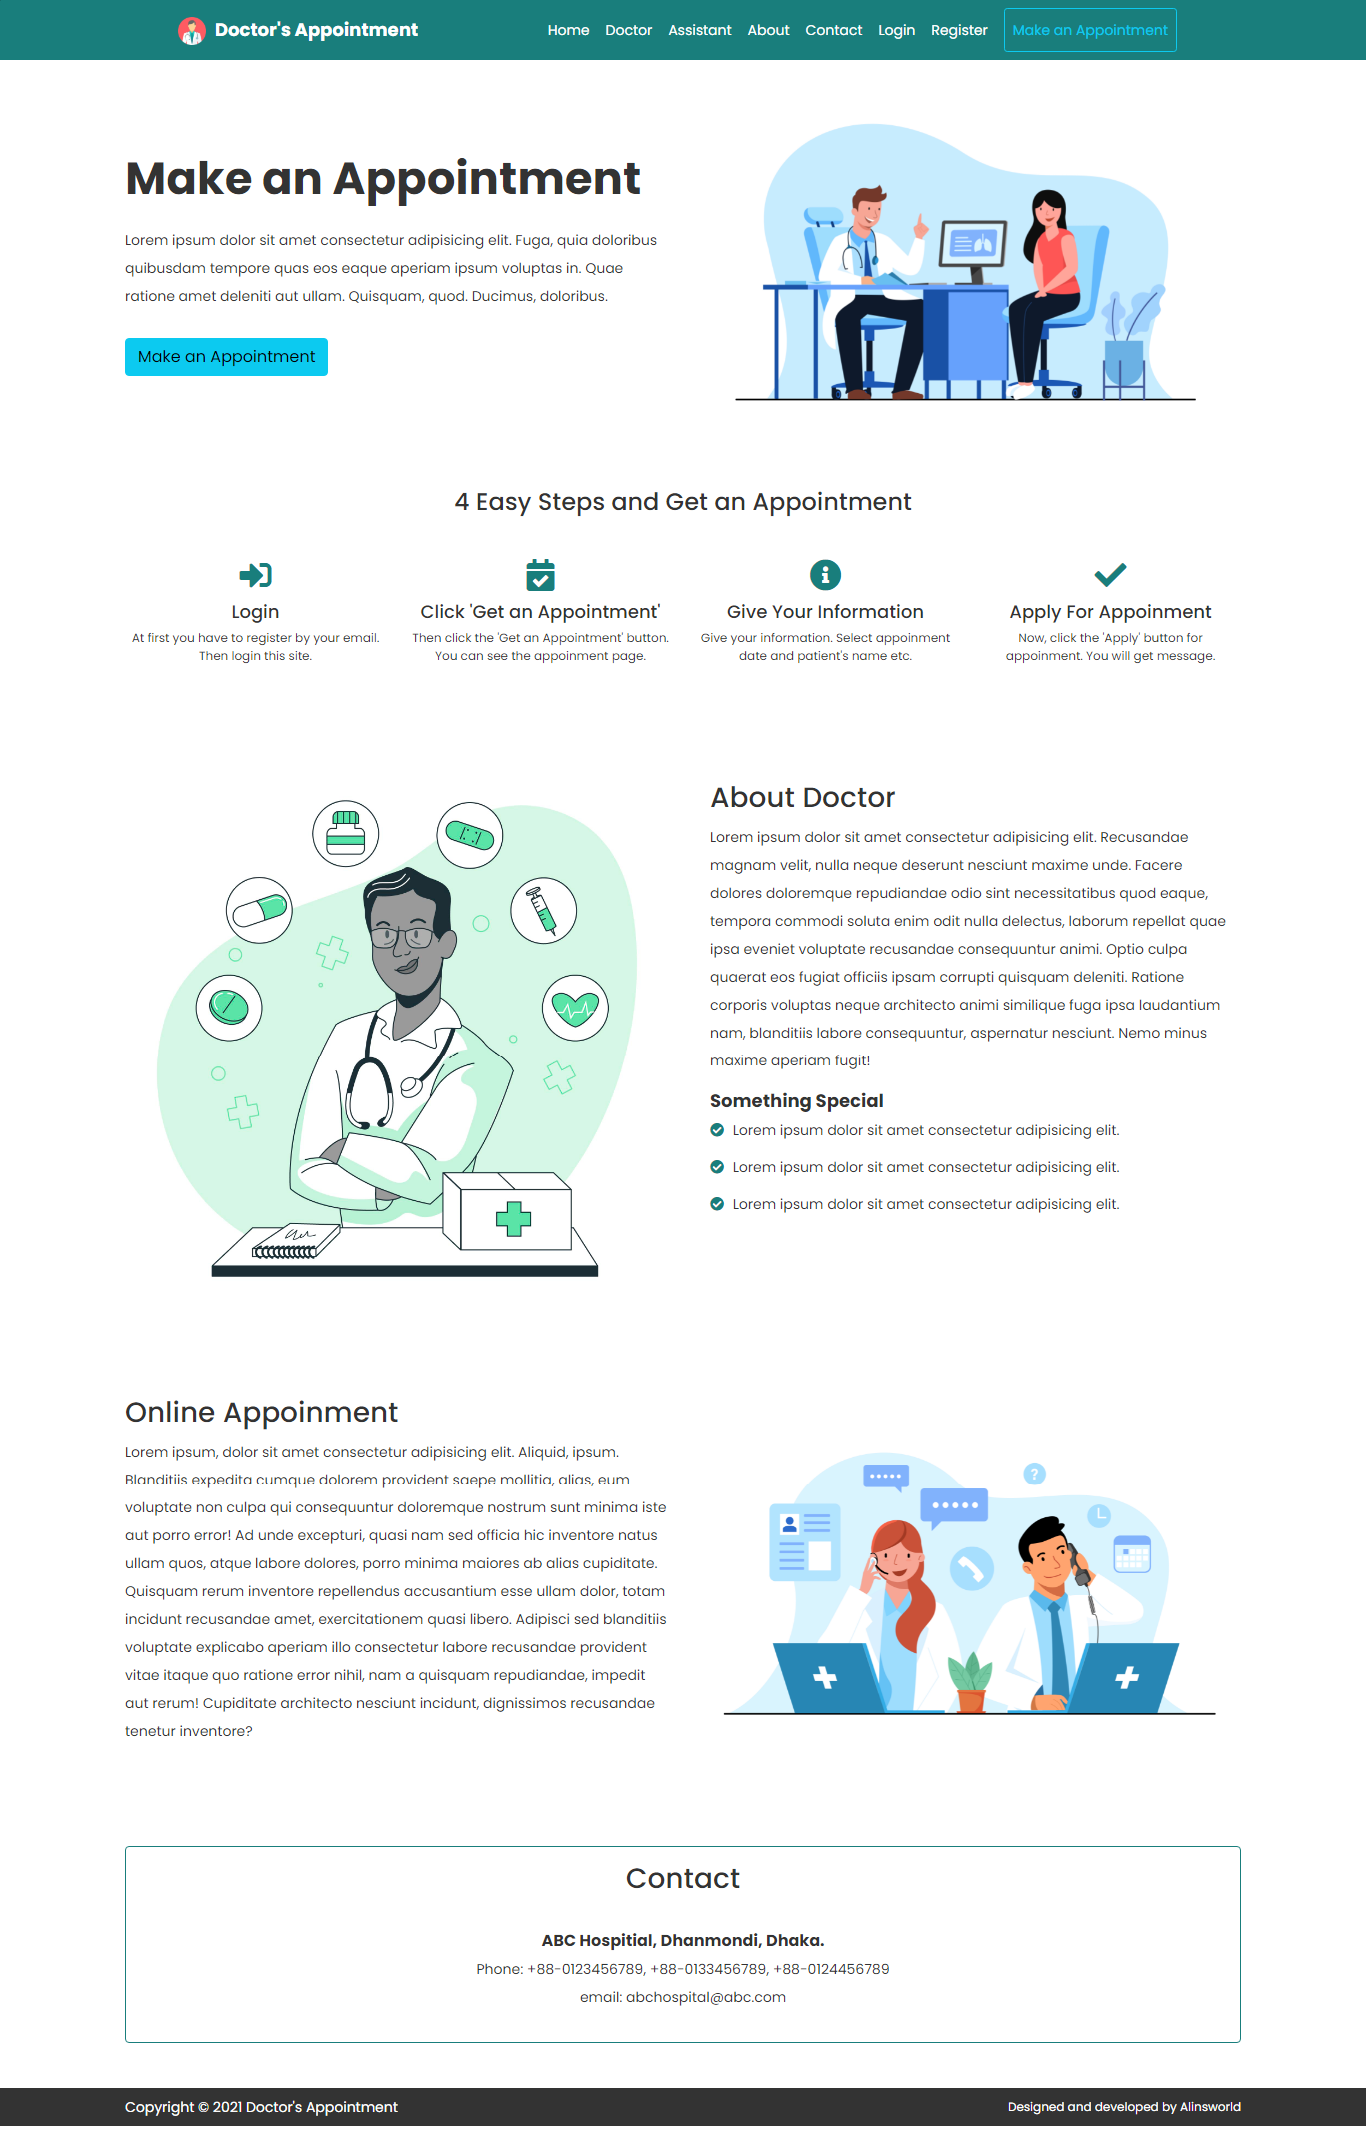 Doctor's Appointment
Home Doctor Assistant About Contact Login Register Make an Appointment
Make an Appointment
Lorem ipsum dolor sit amet consectetur adipisicing elit. Fuga, quia doloribus
quibusdam tempore quas eos eaque aperiam ipsum voluptas in. Quae
ratione amet deleniti aut ullam. Quisquam, quod. Ducimus, doloribus.
Make an Appointment
4 Easy Steps and Get an Appointment
Login
At first you have to register by your email.
Then login this site.
Click 'Get an Appointment'
Then click the 'Get an Appointment' button.
You can see the appoinment page.
Give Your Information
Give your information. Select appoinment
date and patient's name etc.
Apply For Appoinment
Now, click the 'Apply' button for
appoinment. You will get message.
About Doctor
Lorem ipsum dolor sit amet consectetur adipisicing elit. Recusandae
magnam velit, nulla neque deserunt nesciunt maxime unde. Facere
dolores doloremque repudiandae odio sint necessitatibus quod eaque,
tempora commodi soluta enim odit nulla delectus, laborum repellat quae
ipsa eveniet voluptate recusandae consequuntur animi. Optio culpa
quaerat eos fugiat officiis ipsam corrupti quisquam deleniti. Ratione
corporis voluptas neque architecto animi similique fuga ipsa laudantium
nam, blanditiis labore consequuntur, aspernatur nesciunt. Nemo minus
maxime aperiam fugit!
Something Special
Lorem ipsum dolor sit amet consectetur adipisicing elit.
Lorem ipsum dolor sit amet consectetur adipisicing elit.
Lorem ipsum dolor sit amet consectetur adipisicing elit.
Online Appoinment
Lorem ipsum, dolor sit amet consectetur adipisicing elit. Aliquid, ipsum.
Blanditiis expedita cumque dolorem provident saepe mollitia, alias, eum
voluptate non culpa qui consequuntur doloremque nostrum sunt minima iste
aut porro error! Ad unde excepturi, quasi nam sed officia hic inventore natus
ullam quos, atque labore dolores, porro minima maiores ab alias cupiditate.
Quisquam rerum inventore repellendus accusantium esse ullam dolor, totam
incidunt recusandae amet, exercitationem quasi libero. Adipisci sed blanditiis
voluptate explicabo aperiam illo consectetur labore recusandae provident
vitae itaque quo ratione error nihil, nam a quisquam repudiandae, impedit
aut rerum! Cupiditate architecto nesciunt incidunt, dignissimos recusandae
tenetur inventore?
Contact
ABC Hospitial, Dhanmondi, Dhaka.
Phone: +88-0123456789, +88-0133456789, +88-0124456789
email: abchospital@abc.com
Copyright © 2021 Doctor's Appointment
Designed and developed by Alinsworld